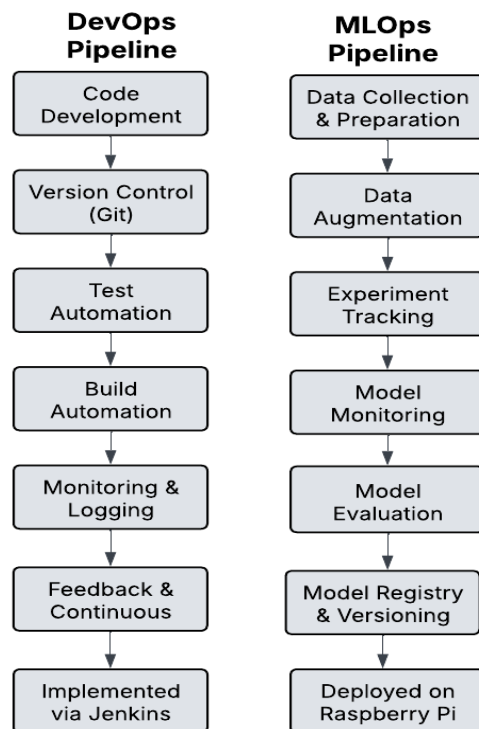 DevOps
Pipeline
Code
Development
Version Control
(Git)
Test
Automation
Build
Automation
Monitoring &
Logging
Feedback &
Continuous
Implemented
via Jenkins
MLOps
Pipeline
Data Collection
& Preparation
Data
Augmentation
Experiment
Tracking
Model
Monitoring
Model
Evaluation
Model Registry
& Versioning
Deployed on
Raspberry Pi